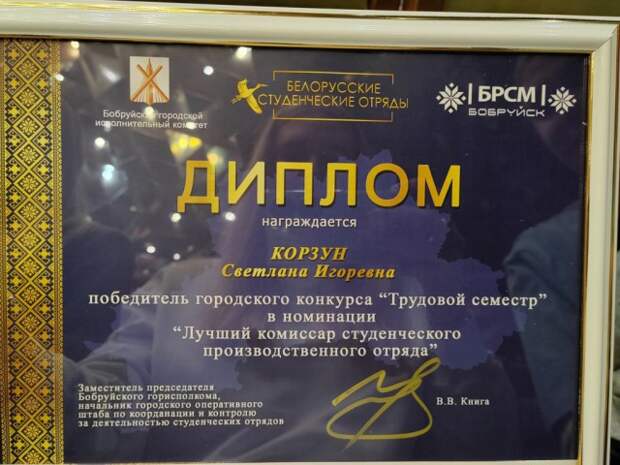 Бобруйский городской
исполнительный комитет
БЕЛОРУССКИЕ
СТУДЕНЧЕСКИЕ ОТРЯДЫ
БРСМ
БОБРУЙСК
ДИПЛОМ
награждается
КОРЗУН
Светлана Игоревна
победитель городского конкурса “Трудовой семестр”
в номинации
“Лучший комиссар студенческого
производственного отряда”
Заместитель председателя
Бобруйского горисполкома,
начальник городского оперативного
штаба по координации и контролю
за деятельностью студенческих отрядов
В.В. Книга